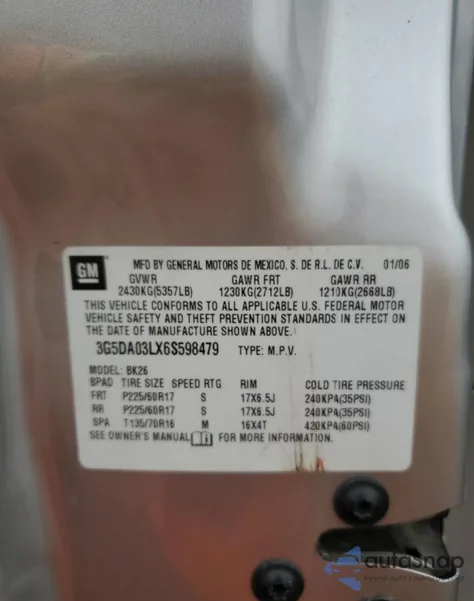 GM
MFD BY GENERAL MOTORS DE MEXICO. S. DE R.L. DE C.V. 01/06
GVWR GAWR FRT GAWR RR
2430KG(5357LB) 1230KG(2712LB) 1210KG(2668LB)
THIS VEHICLE CONFORMS TO ALL APPLICABLE U.S. FEDERAL MOTOR
VEHICLE SAFETY AND THEFT PREVENTION STANDARDS IN EFFECT ON
THE DATE OF MANUFACTURE SHOWN ABOVE.
3G5DA03LX6S598479 TYPE: M.P.V.
MODEL: BK26
BPAD TIRE SIZE SPEED RTG RIM COLD TIRE PRESSURE
FRT P225/60R17 S 17X6.5J 240KPA(35PSI)
RR P225/60R17 S 17X6.5J 240KPA(35PSI)
SPA T135/70R16 M 16X4T 420KPA(60PSI)
SEE OWNER'S MANUAL FOR MORE INFORMATION.
autosnap